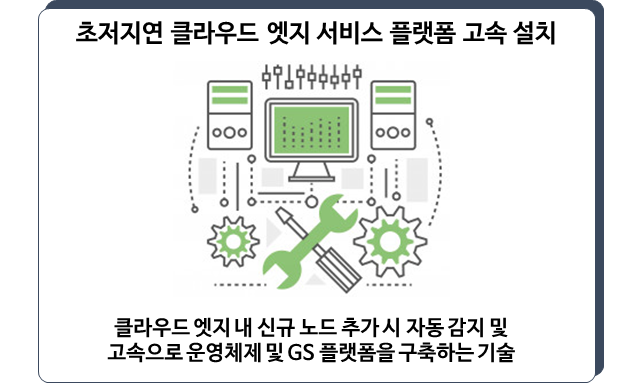 초저지연 클라우드 엣지 서비스 플랫폼 고속 설치
클라우드 엣지 내 신규 노드 추가 시 자동 감지 및
고속으로 운영체제 및 GS 플랫폼을 구축하는 기술